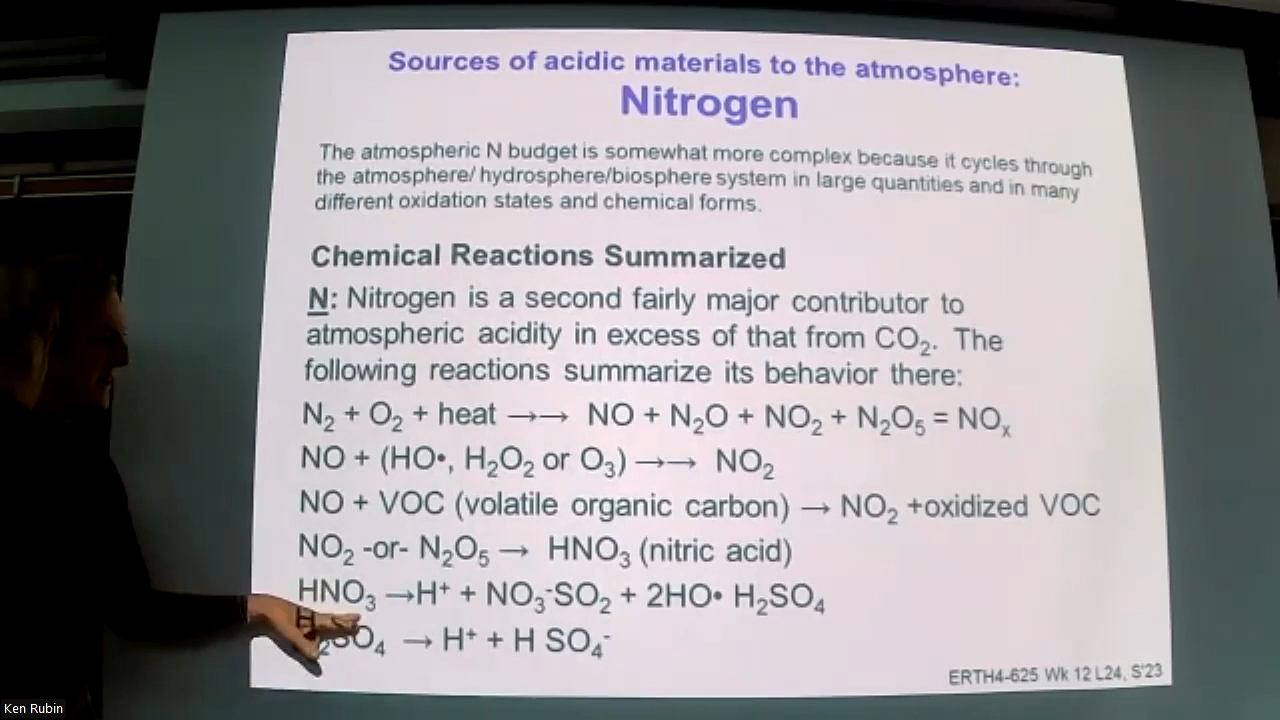 Sources of acidic materials to the atmosphere:
Nitrogen
The atmospheric N budget is somewhat more complex because it cycles through
the atmosphere/ hydrosphere/biosphere system in large quantities and in many
different oxidation states and chemical forms.
Chemical Reactions Summarized
N: Nitrogen is a second fairly major contributor to
atmospheric acidity in excess of that from CO₂. The
following reactions summarize its behavior there:
N₂ + O₂ + heat →→ NO + N₂O + NO₂ + N₂O₅ = NOₓ
NO + (HO•, H₂O₂ or O₃) →→ NO₂
NO + VOC (volatile organic carbon) → NO₂ +oxidized VOC
NO₂ -or- N₂O₅ → HNO₃ (nitric acid)
HNO₃ →H⁺ + NO₃⁻SO₂ + 2HO• H₂SO₄
H₂SO₄ → H⁺ + H SO₄⁻
ERTH4-625 Wk 12 L24, S'23
Ken Rubin